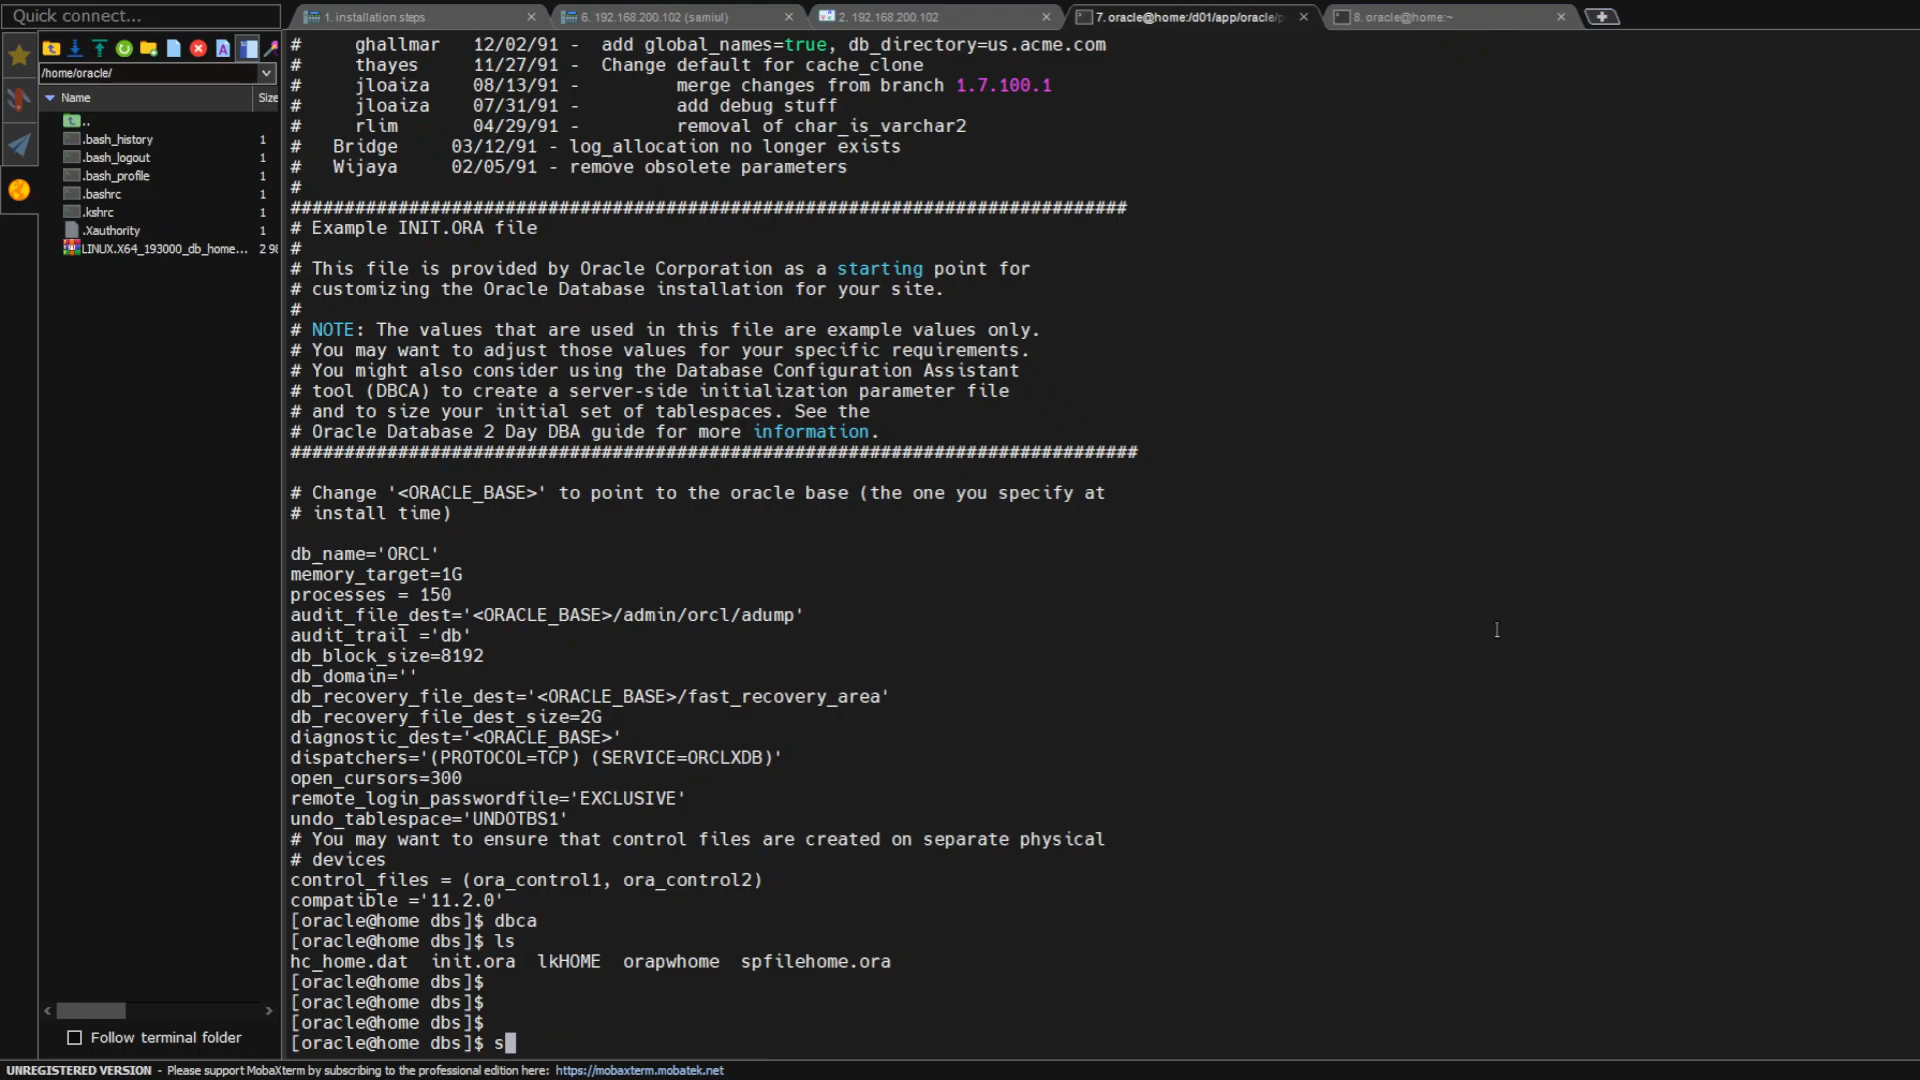 Quick connect...
1. installation steps
6. 192.168.200.102 (samiul)
2. 192.168.200.102
7. oracle@home:/d01/app/oracle/p
8. oracle@home:~
/home/oracle/
Name
Size
..
.bash_history 1
.bash_logout 1
.bash_profile 1
.bashrc 1
.kshrc 1
.Xauthority 1
LINUX.X64_193000_db_home... 2 98
Follow terminal folder
#     ghallmar   12/02/91 -  add global_names=true, db_directory=us.acme.com
#     thayes     11/27/91 -  Change default for cache_clone
#     jloaiza    08/13/91 -         merge changes from branch 1.7.100.1
#     jloaiza    07/31/91 -         add debug stuff
#     rlim       04/29/91 -         removal of char_is_varchar2
#   Bridge     03/12/91 - log_allocation no longer exists
#   Wijaya     02/05/91 - remove obsolete parameters
#
##############################################################################
# Example INIT.ORA file
#
# This file is provided by Oracle Corporation as a starting point for
# customizing the Oracle Database installation for your site.
#
# NOTE: The values that are used in this file are example values only.
# You may want to adjust those values for your specific requirements.
# You might also consider using the Database Configuration Assistant
# tool (DBCA) to create a server-side initialization parameter file
# and to size your initial set of tablespaces. See the
# Oracle Database 2 Day DBA guide for more information.
###############################################################################
# Change '<ORACLE_BASE>' to point to the oracle base (the one you specify at
# install time)
db_name='ORCL'
memory_target=1G
processes = 150
audit_file_dest='<ORACLE_BASE>/admin/orcl/adump'
audit_trail ='db'
db_block_size=8192
db_domain=''
db_recovery_file_dest='<ORACLE_BASE>/fast_recovery_area'
db_recovery_file_dest_size=2G
diagnostic_dest='<ORACLE_BASE>'
dispatchers='(PROTOCOL=TCP) (SERVICE=ORCLXDB)'
open_cursors=300
remote_login_passwordfile='EXCLUSIVE'
undo_tablespace='UNDOTBS1'
# You may want to ensure that control files are created on separate physical
# devices
control_files = (ora_control1, ora_control2)
compatible ='11.2.0'
[oracle@home dbs]$ dbca
[oracle@home dbs]$ ls
hc_home.dat  init.ora  lkHOME  orapwhome  spfilehome.ora
[oracle@home dbs]$
[oracle@home dbs]$
[oracle@home dbs]$
[oracle@home dbs]$ s
UNREGISTERED VERSION - Please support MobaXterm by subscribing to the professional edition here: https://mobaxterm.mobatek.net